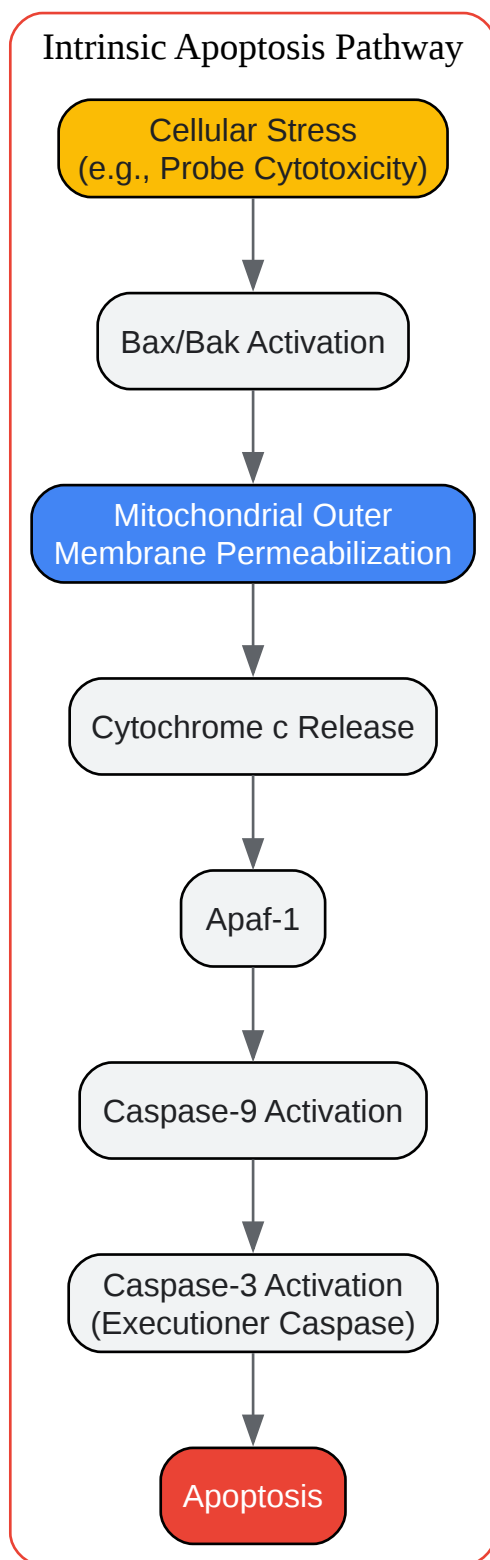 Intrinsic Apoptosis Pathway
Cellular Stress
(e.g., Probe Cytotoxicity)
Bax/Bak Activation
Mitochondrial Outer
Membrane Permeabilization
Cytochrome c Release
Apaf-1
Caspase-9 Activation
Caspase-3 Activation
(Executioner Caspase)
Apoptosis